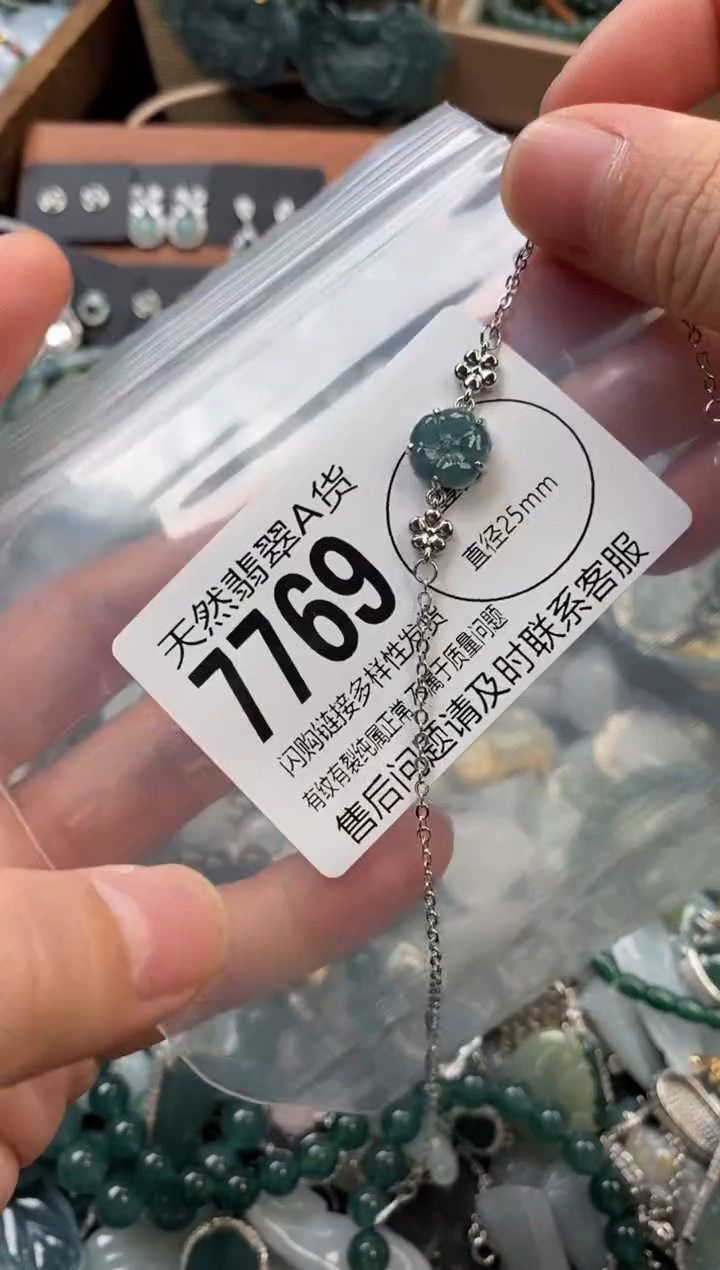 天然翡翠A货
7769
直径25mm
闪购链接多样性发货
有纹有裂纯属正常不属于质量问题
售后问题请及时联系客服